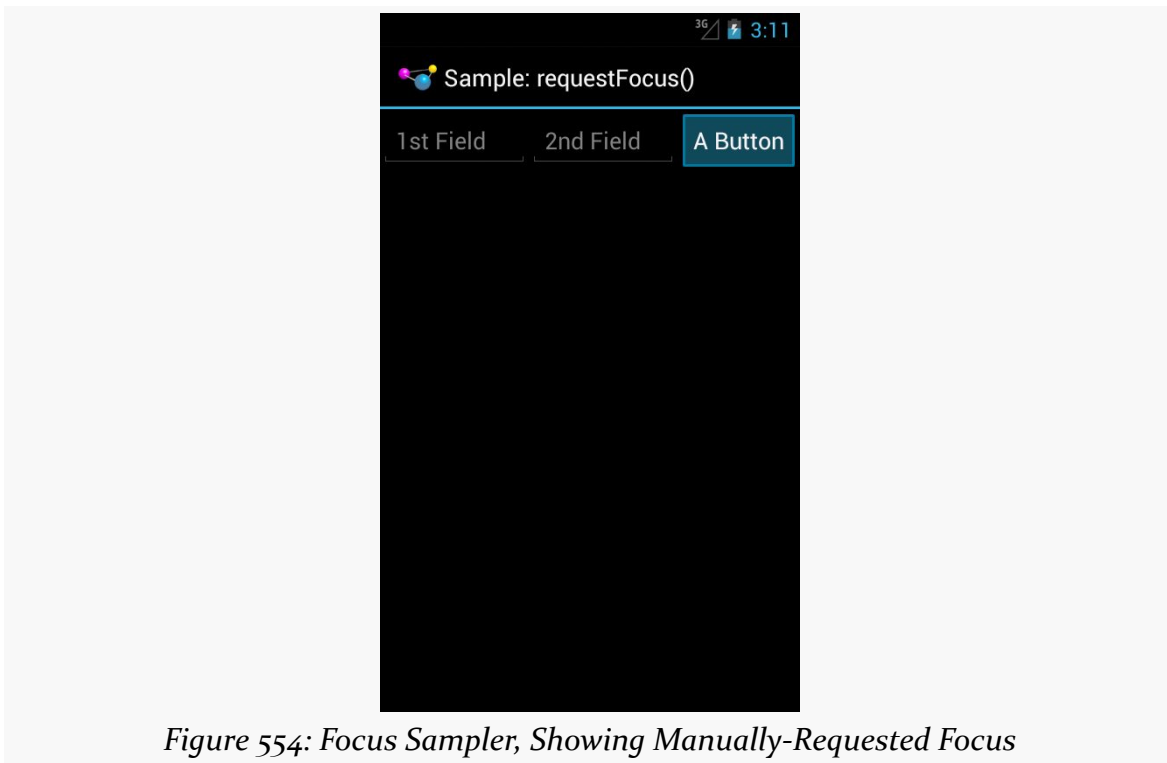 3G 3:11
Sample: requestFocus()
1st Field 2nd Field A Button
Figure 554: Focus Sampler, Showing Manually-Requested Focus